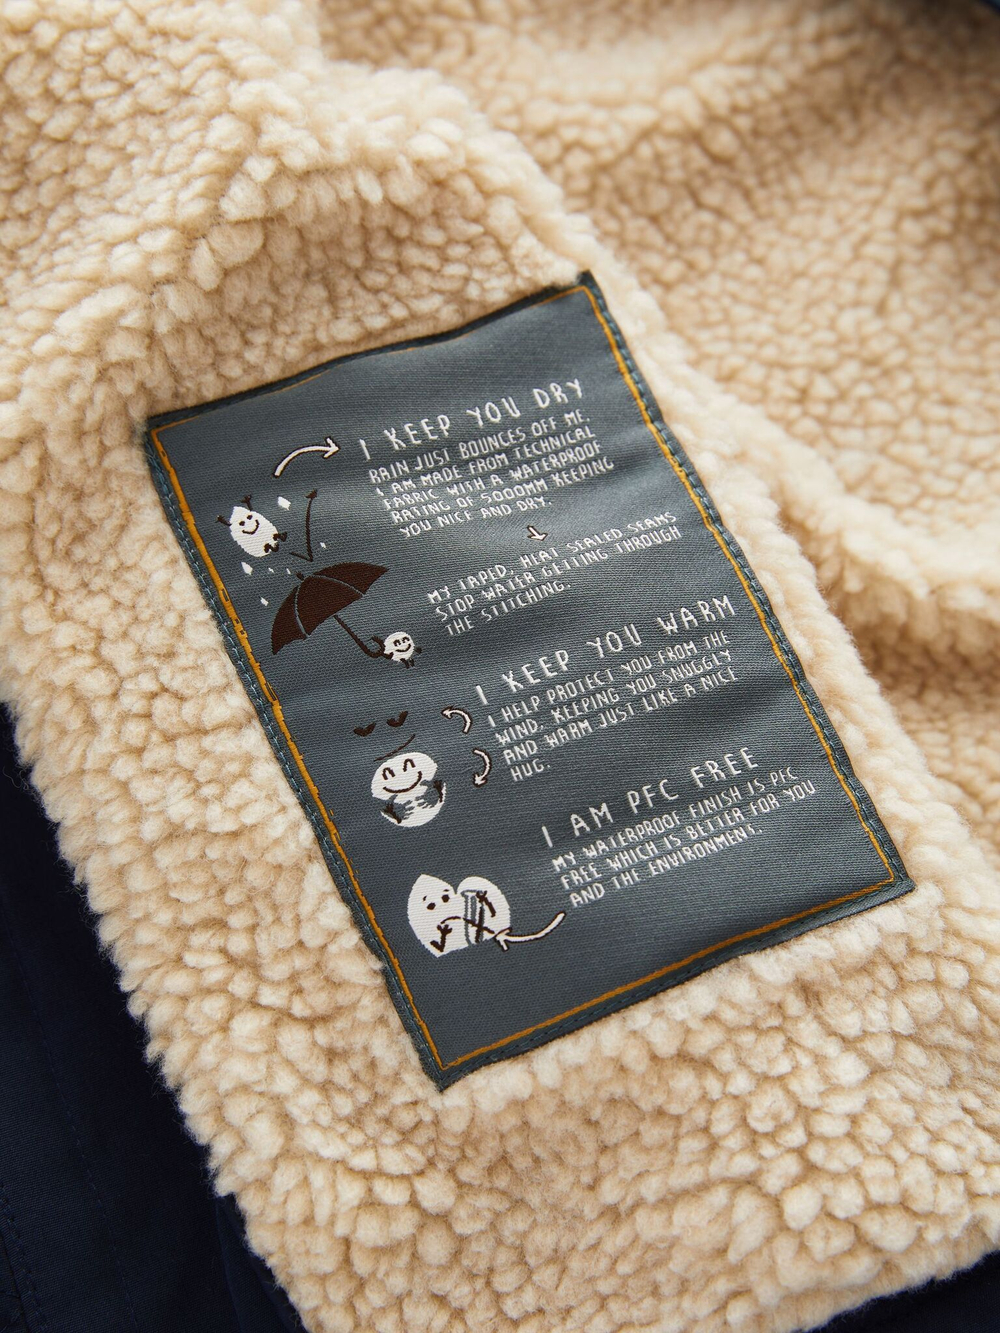 I KEEP YOU DRY
RAIN JUST BOUNCES OFF ME.
I AM MADE FROM TECHNICAL
FABRIC WITH A WATERPROOF
RATING OF 5000MM KEEPING
YOU NICE AND DRY.
MY TAPED, HEAT SEALED SEAMS
STOP WATER GETTING THROUGH
THE STITCHING.
I KEEP YOU WARM
I HELP PROTECT YOU FROM THE
WIND, KEEPING YOU SNUGGLY
AND WARM JUST LIKE A NICE
HUG.
I AM PFC FREE
MY WATERPROOF FINISH IS PFC
FREE WHICH IS BETTER FOR YOU
AND THE ENVIRONMENT.